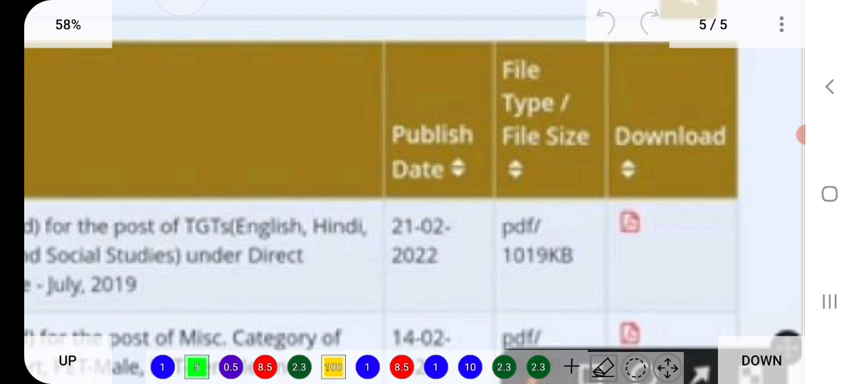 58%
5 / 5
File
Type /
Publish File Size Download
Date
d) for the post of TGTs(English, Hindi, 21-02- pdf/
nd Social Studies) under Direct 2022 1019KB
e - July, 2019
for the post of Misc. Category of 14-02- pdf/
UP 1 5 0.5 8.5 2.3 100 1 8.5 1 10 2.3 2.3 DOWN